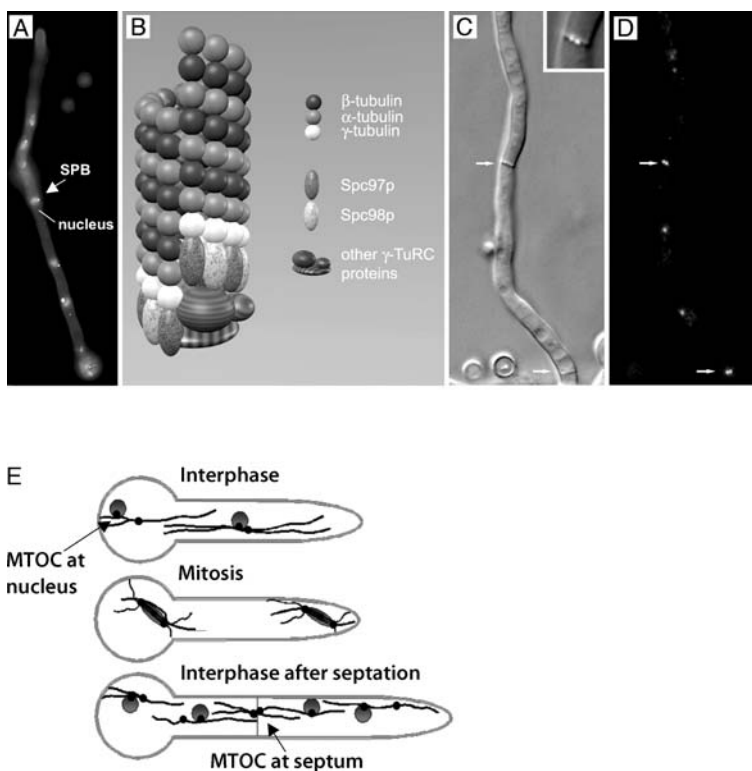 A
SPB
nucleus
B
β-tubulin
α-tubulin
γ-tubulin
Spc97p
Spc98p
other γ-TuRC
proteins
C
D
E
Interphase
MTOC at
nucleus
Mitosis
Interphase after septation
MTOC at septum